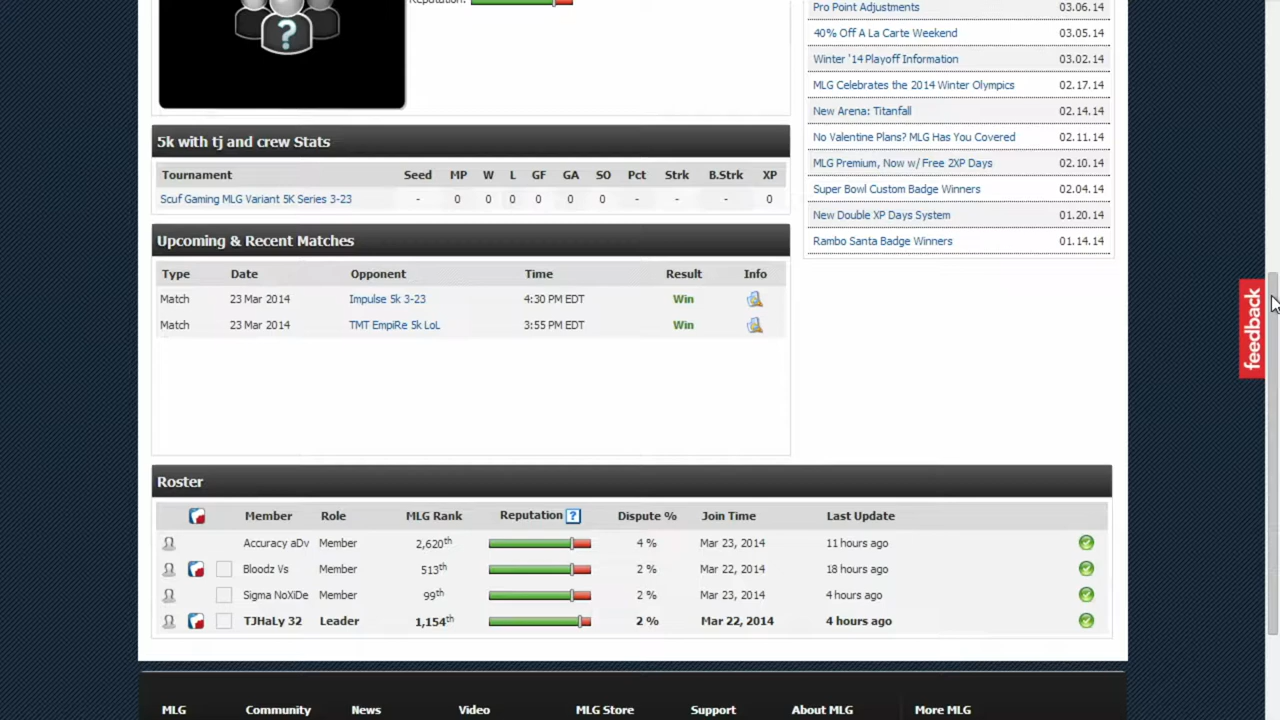 Reputation:
Pro Point Adjustments 03.06.14
40% Off A La Carte Weekend 03.05.14
Winter '14 Playoff Information 03.02.14
MLG Celebrates the 2014 Winter Olympics 02.17.14
New Arena: Titanfall 02.14.14
No Valentine Plans? MLG Has You Covered 02.11.14
MLG Premium, Now w/ Free 2XP Days 02.10.14
Super Bowl Custom Badge Winners 02.04.14
New Double XP Days System 01.20.14
Rambo Santa Badge Winners 01.14.14
5k with tj and crew Stats
Tournament Seed MP W L GF GA SO Pct Strk B.Strk XP
Scuf Gaming MLG Variant 5K Series 3-23 - 0 0 0 0 0 0 - - - 0
Upcoming & Recent Matches
Type Date Opponent Time Result Info
Match 23 Mar 2014 Impulse 5k 3-23 4:30 PM EDT Win
Match 23 Mar 2014 TMT EmpiRe 5k LoL 3:55 PM EDT Win
feedback
Roster
Member Role MLG Rank Reputation ? Dispute % Join Time Last Update
Accuracy aDv Member 2,620th 4 % Mar 23, 2014 11 hours ago
Bloodz Vs Member 513th 2 % Mar 22, 2014 18 hours ago
Sigma NoXiDe Member 99th 2 % Mar 23, 2014 4 hours ago
TJHaLy 32 Leader 1,154th 2 % Mar 22, 2014 4 hours ago
MLG Community News Video MLG Store Support About MLG More MLG